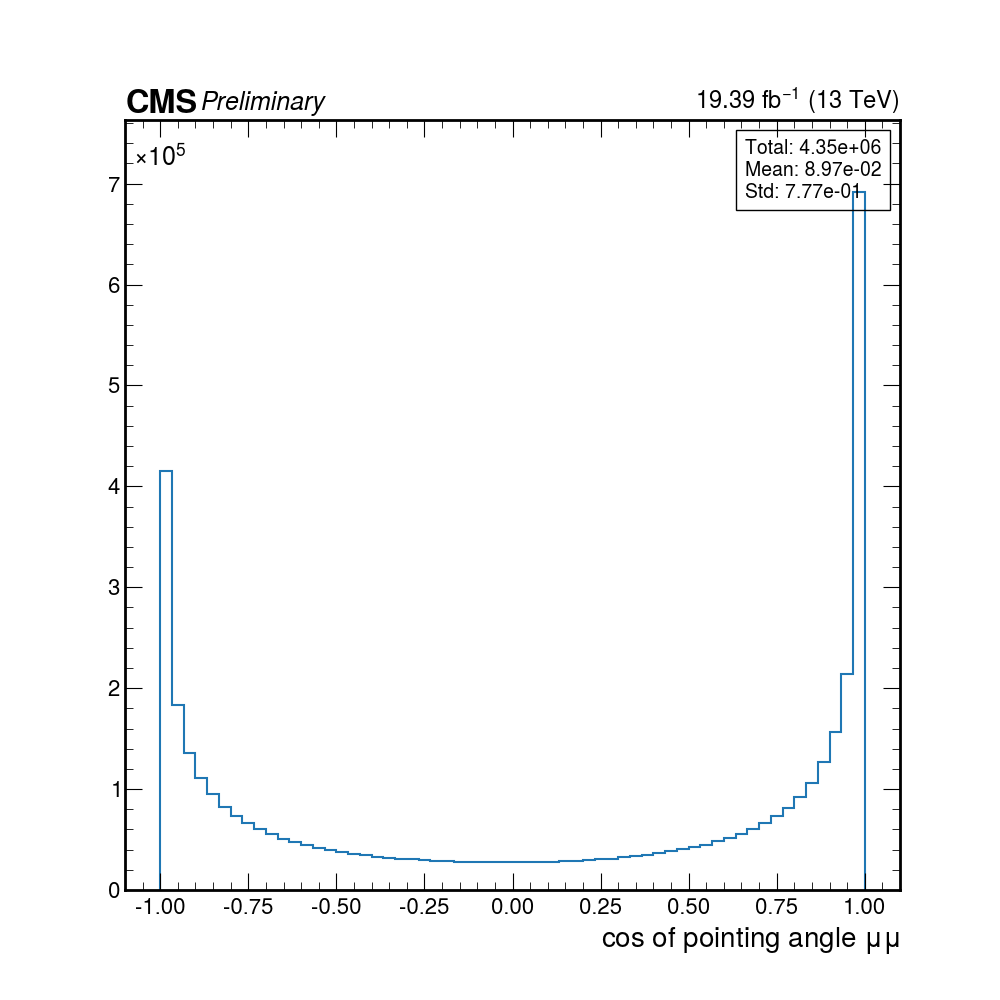 CMS Preliminary
19.39 fb⁻¹ (13 TeV)
×10⁵
Total: 4.35e+06
Mean: 8.97e-02
Std: 7.77e-01
7
6
5
4
3
2
1
0
-1.00 -0.75 -0.50 -0.25 0.00 0.25 0.50 0.75 1.00
cos of pointing angle μμ